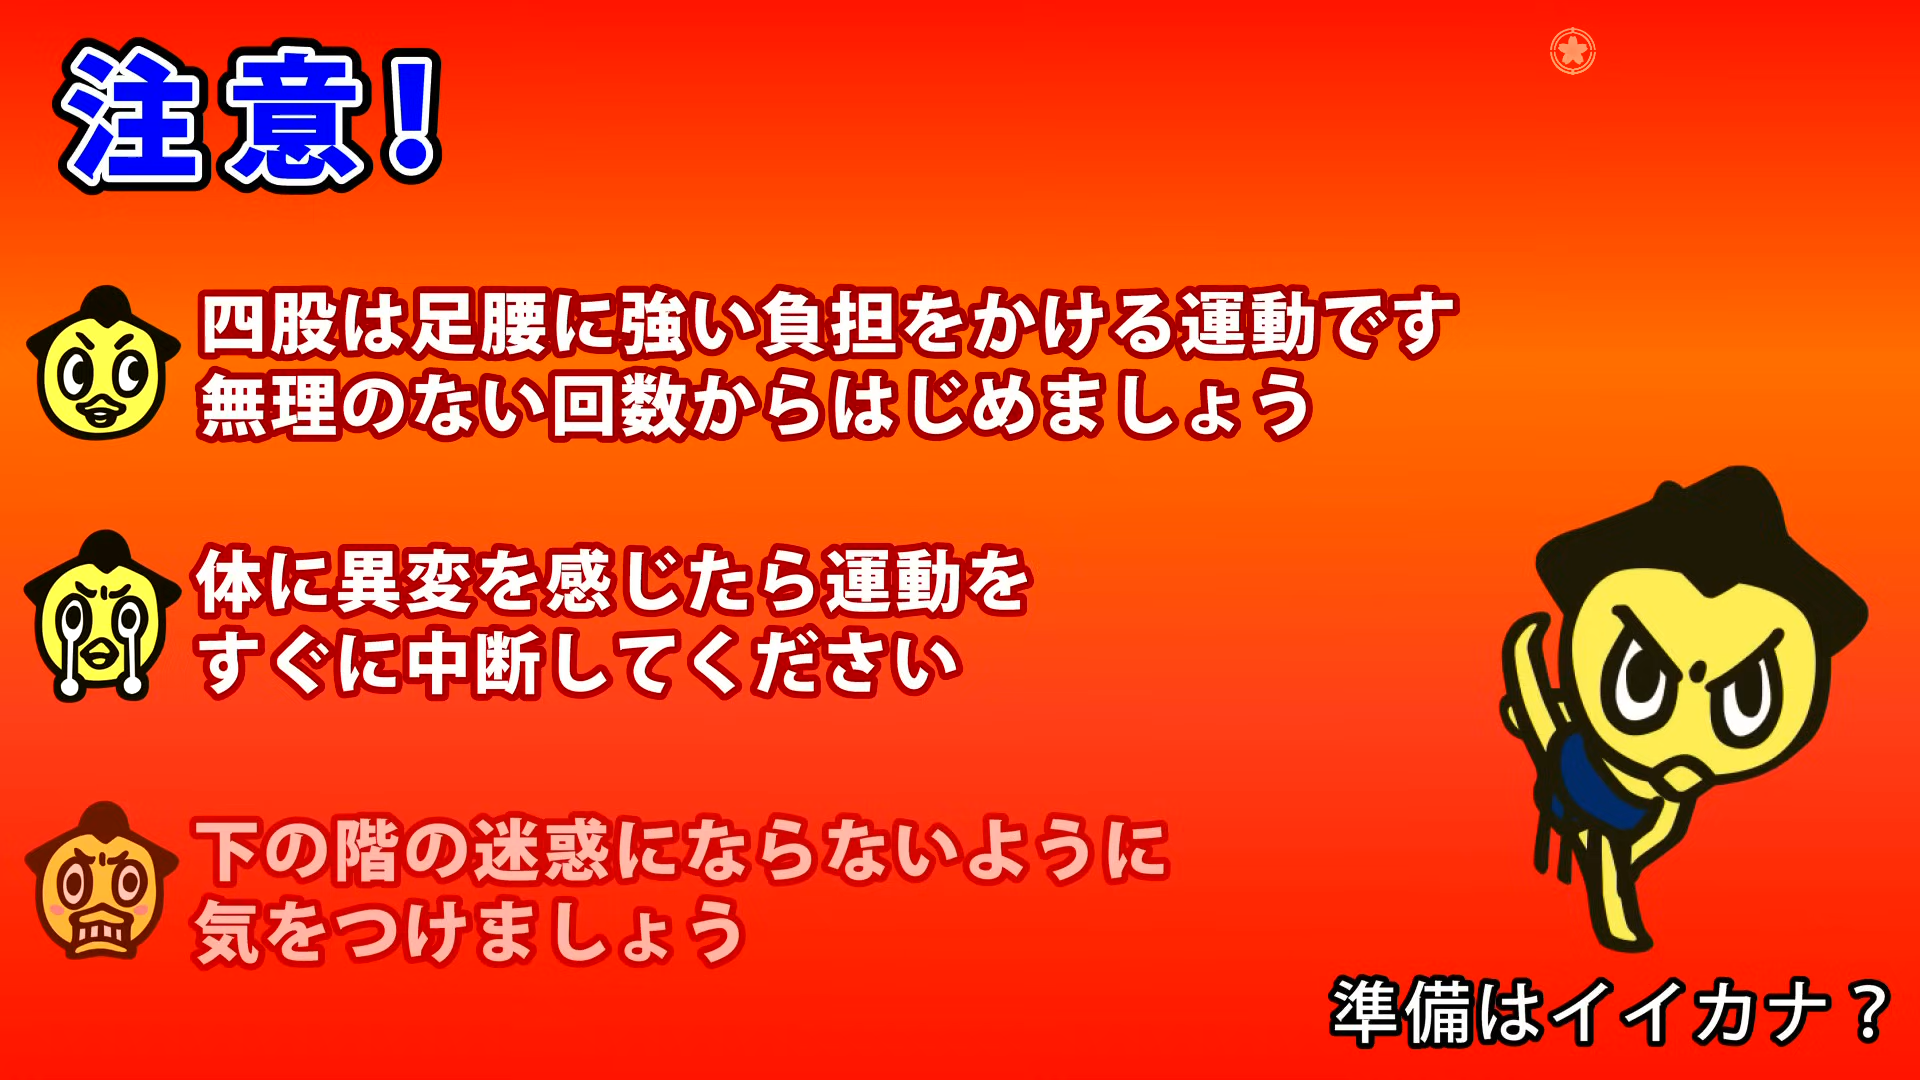 注意!
四股は足腰に強い負担をかける運動です
無理のない回数からはじめましょう
体に異変を感じたら運動を
すぐに中断してください
下の階の迷惑にならないように
気をつけましょう
準備はイイカナ？